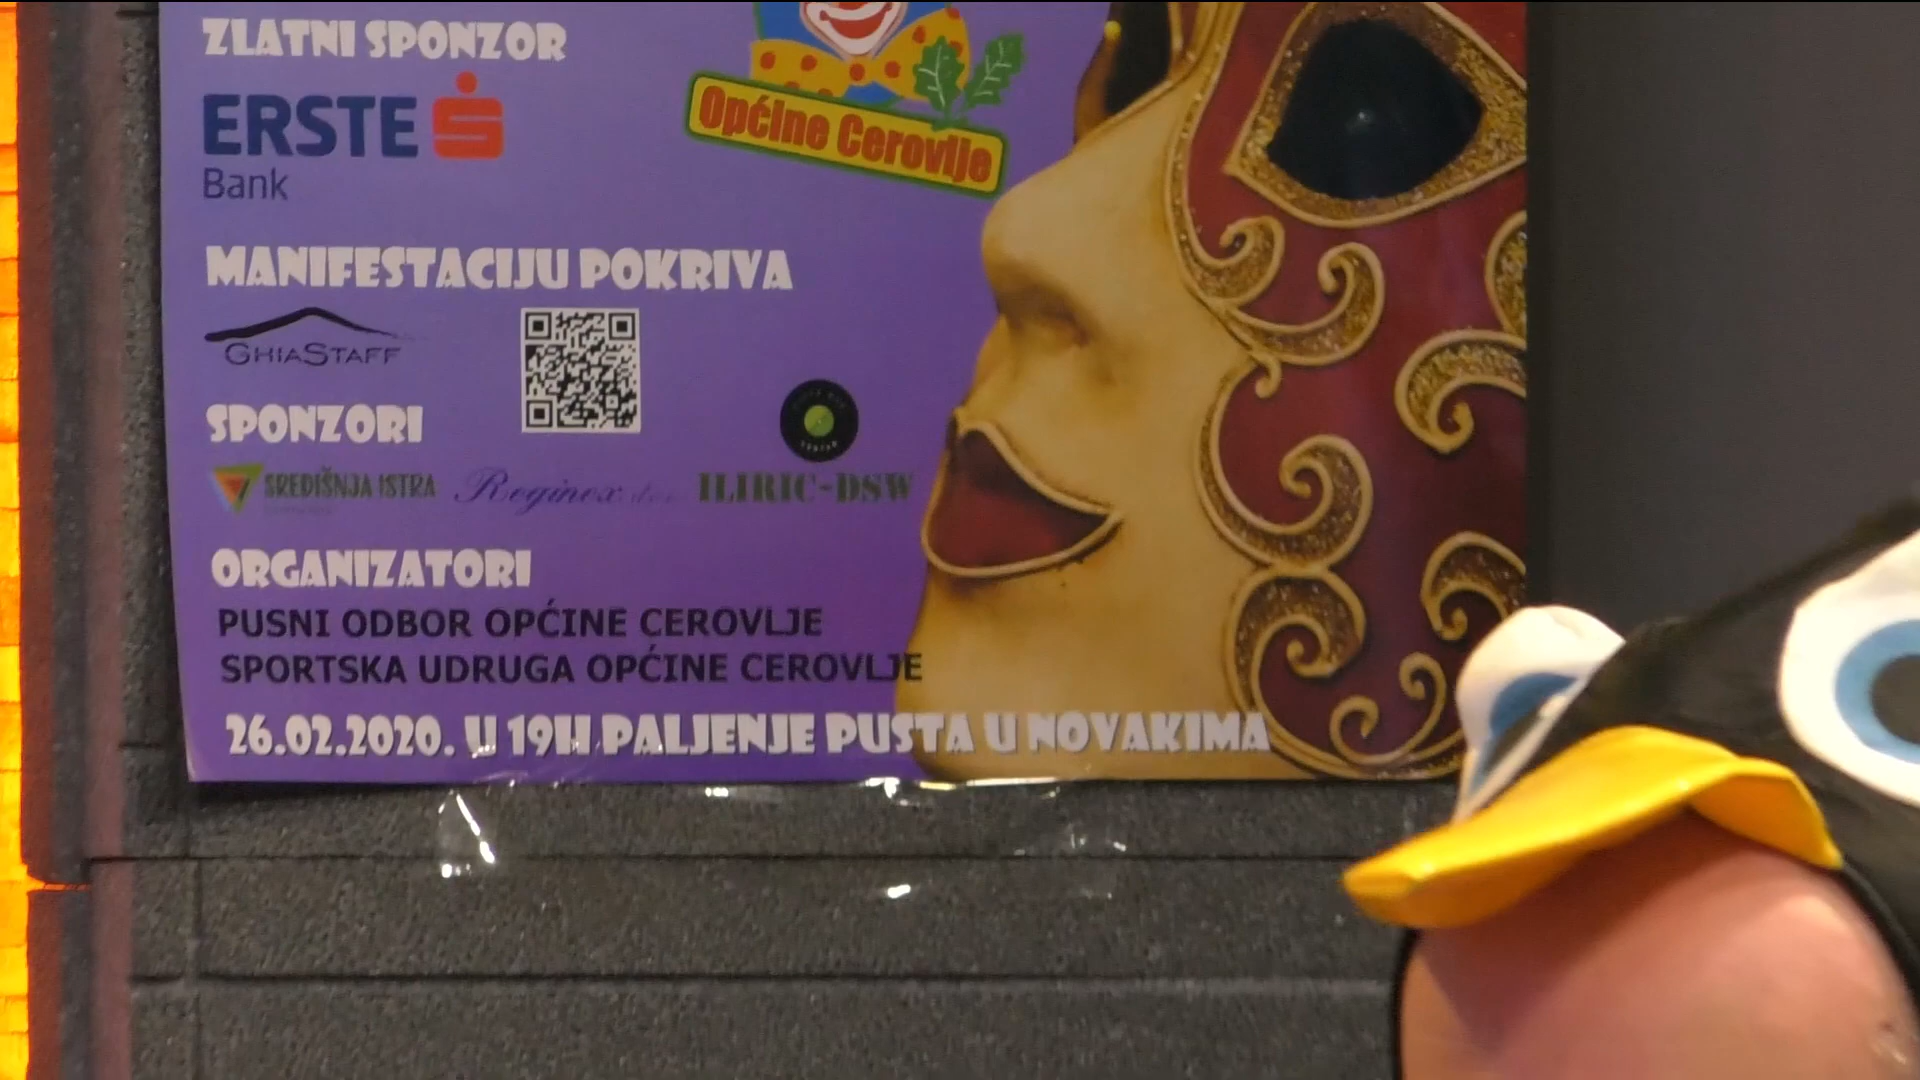 ZLATNI SPONZOR
ERSTE
Bank
Općine Cerovlje
MANIFESTACIJU POKRIVA
GHIASTAFF
SPONZORI
SREDIŠNJA ISTRA
Reginex
ILIRIC-DSW
ORGANIZATORI
PUSNI ODBOR OPĆINE CEROVLJE
SPORTSKA UDRUGA OPĆINE CEROVLJE
26.02.2020. U 19H PALJENJE PUSTA U NOVAKIMA